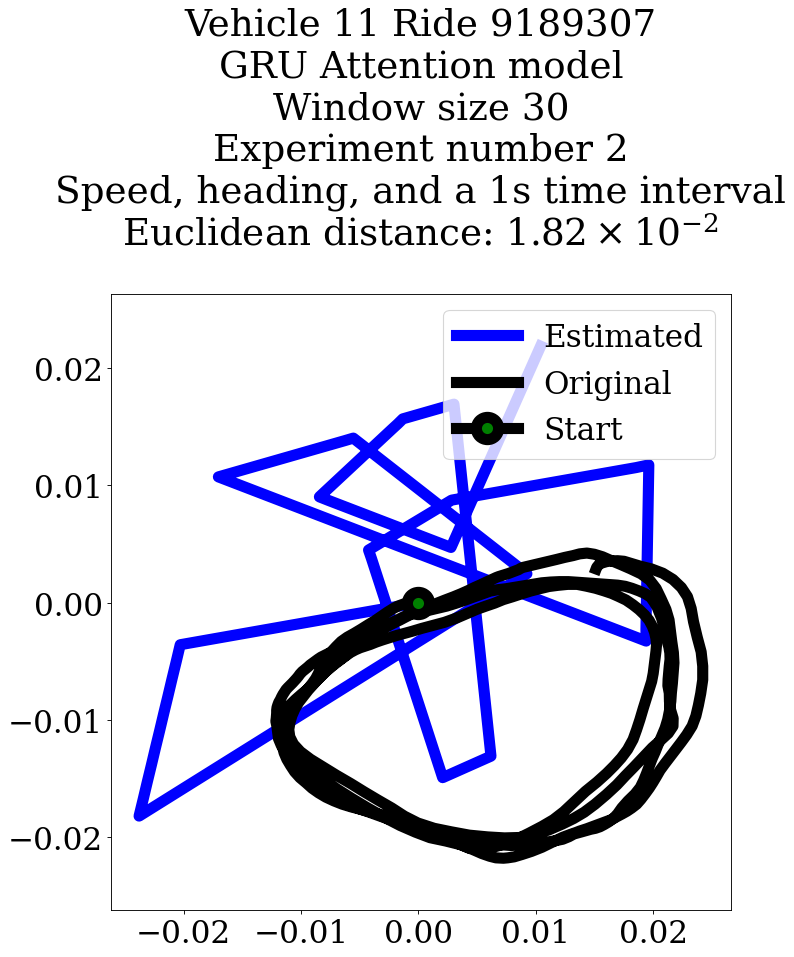 Vehicle 11 Ride 9189307
GRU Attention model
Window size 30
Experiment number 2
Speed, heading, and a 1s time interval
Euclidean distance: 1.82 × 10⁻²
Estimated
Original
Start
0.02
0.01
0.00
−0.01
−0.02
−0.02 −0.01 0.00 0.01 0.02